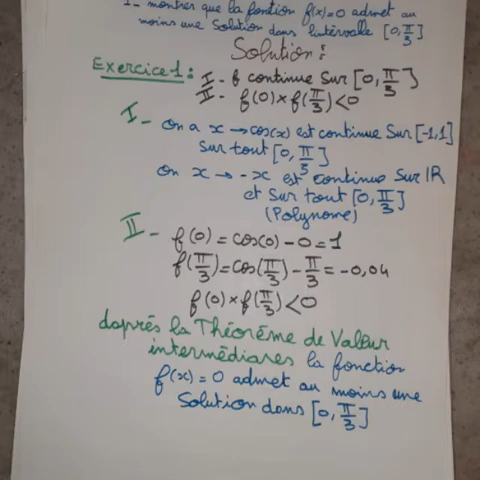 I - montrer que la fonction f(x)=0 admet au
moins une solution dans l'intervalle [0, π/3]
Solution:
Exercice 1: I - f continue sur [0, π/3]
II - f(0) × f(π/3) < 0
I - on a x → cos(x) est continue sur [-1,1]
sur tout [0, π/3]
on x → -x est continue sur IR
et sur tout [0, π/3]
(Polynome)
II - f(0) = cos(0) - 0 = 1
f(π/3) = cos(π/3) - π/3 = -0,04
f(0) × f(π/3) < 0
daprés la Théoréme de Valeur
intermédiares la fonction
f(x) = 0 admet au moins une
Solution dans [0, π/3]